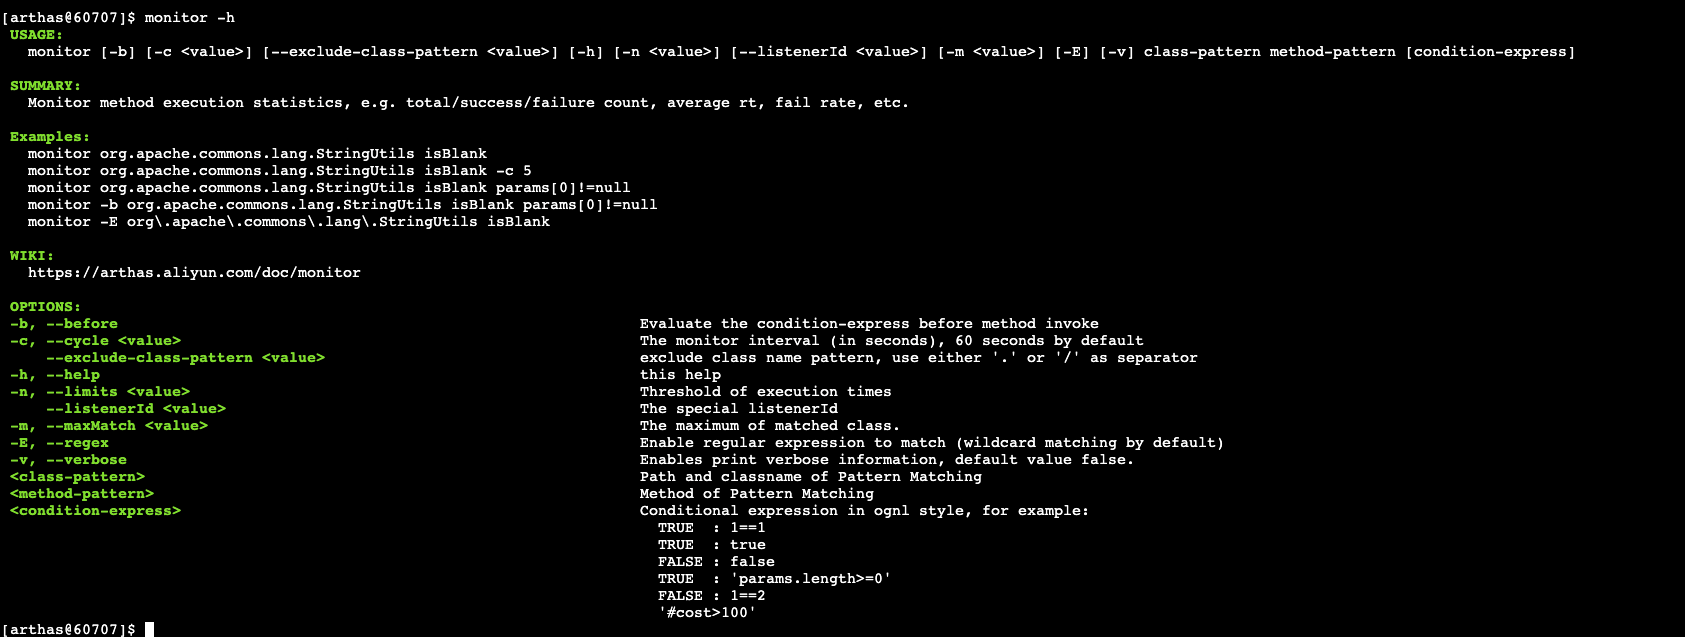 [arthas@60707]$ monitor -h
USAGE:
monitor [-b] [-c <value>] [--exclude-class-pattern <value>] [-h] [-n <value>] [--listenerId <value>] [-m <value>] [-E] [-v] class-pattern method-pattern [condition-express]
SUMMARY:
Monitor method execution statistics, e.g. total/success/failure count, average rt, fail rate, etc.
Examples:
monitor org.apache.commons.lang.StringUtils isBlank
monitor org.apache.commons.lang.StringUtils isBlank -c 5
monitor org.apache.commons.lang.StringUtils isBlank params[0]!=null
monitor -b org.apache.commons.lang.StringUtils isBlank params[0]!=null
monitor -E org\.apache\.commons\.lang\.StringUtils isBlank
WIKI:
https://arthas.aliyun.com/doc/monitor
OPTIONS:
-b, --before Evaluate the condition-express before method invoke
-c, --cycle <value> The monitor interval (in seconds), 60 seconds by default
--exclude-class-pattern <value> exclude class name pattern, use either '.' or '/' as separator
-h, --help this help
-n, --limits <value> Threshold of execution times
--listenerId <value> The special listenerId
-m, --maxMatch <value> The maximum of matched class.
-E, --regex Enable regular expression to match (wildcard matching by default)
-v, --verbose Enables print verbose information, default value false.
<class-pattern> Path and classname of Pattern Matching
<method-pattern> Method of Pattern Matching
<condition-express> Conditional expression in ognl style, for example:
TRUE : 1==1
TRUE : true
FALSE : false
TRUE : 'params.length>=0'
FALSE : 1==2
'#cost>100'
[arthas@60707]$